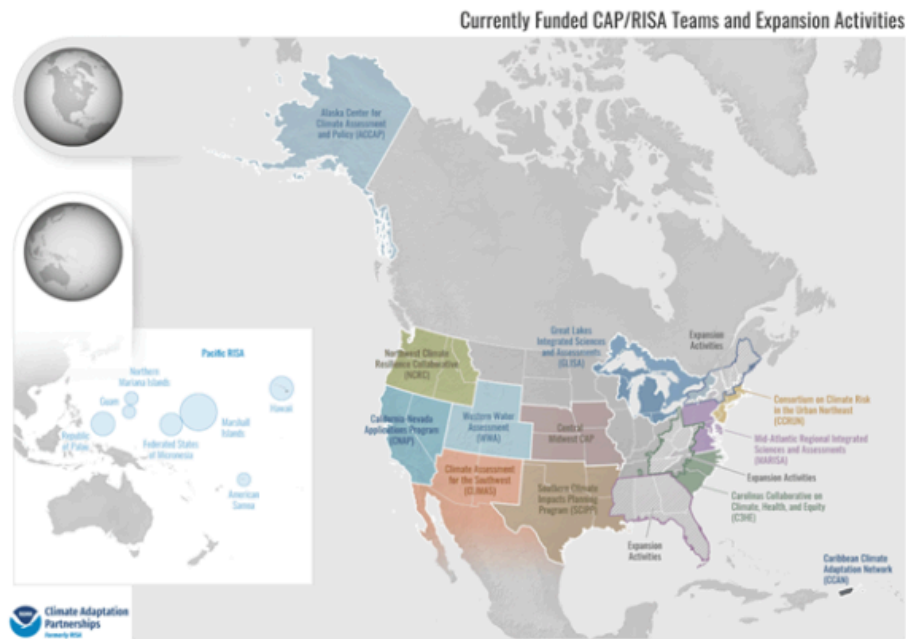 Currently Funded CAP/RISA Teams and Expansion Activities
Alaska Center for
Climate Assessment
and Policy (ACCAP)
Great Lakes
Integrated Sciences
and Assessments
(GLISA)
Expansion
Activities
Northwest Climate
Resilience Collaborative
(NCRC)
California-Nevada
Applications Program
(CNAP)
Western Water
Assessment
(WWA)
Central
Midwest CAP
Climate Assessment
for the Southwest
(CLIMAS)
Southern Climate
Impacts Planning
Program (SCIPP)
Consortium on Climate Risk
in the Urban Northeast
(CCRUN)
Mid-Atlantic Regional Integrated
Sciences and Assessments
(MARISA)
Expansion Activities
Carolinas Collaborative on
Climate, Health, and Equity
(C3HE)
Expansion
Activities
Caribbean Climate
Adaptation Network
(CCAN)
Pacific RISA
Northern
Mariana Islands
Guam
Hawaii
Republic
of Palau
Federated States
of Micronesia
Marshall
Islands
American
Samoa
NOAA
Climate Adaptation
Partnerships
Formerly RISA